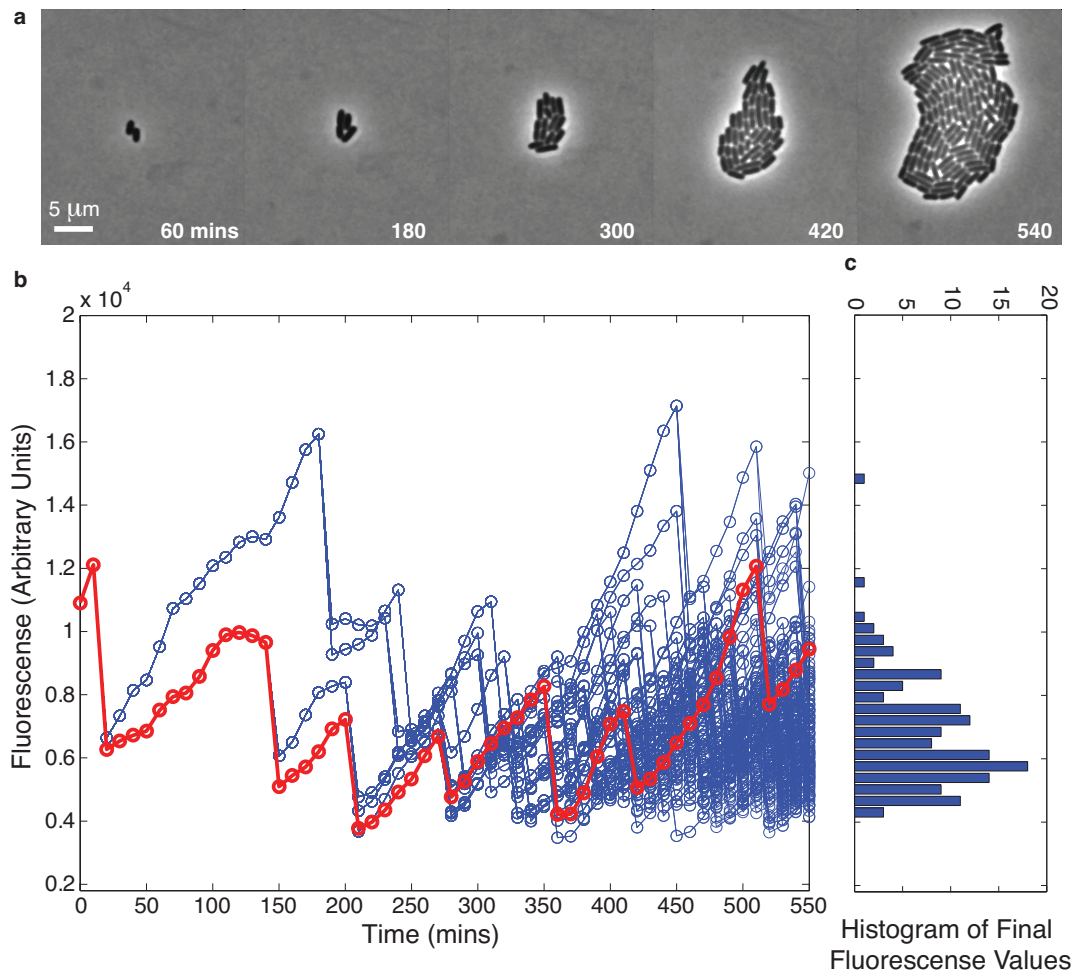 a
5 μm
60 mins
180
300
420
540
b
c
2 x 10⁴
2
1.8
1.6
1.4
1.2
1
0.8
0.6
0.4
0.2
0 50 100 150 200 250 300 350 400 450 500 550
Fluorescense (Arbitrary Units)
Time (mins)
0 5 10 15 20
Histogram of Final
Fluorescense Values